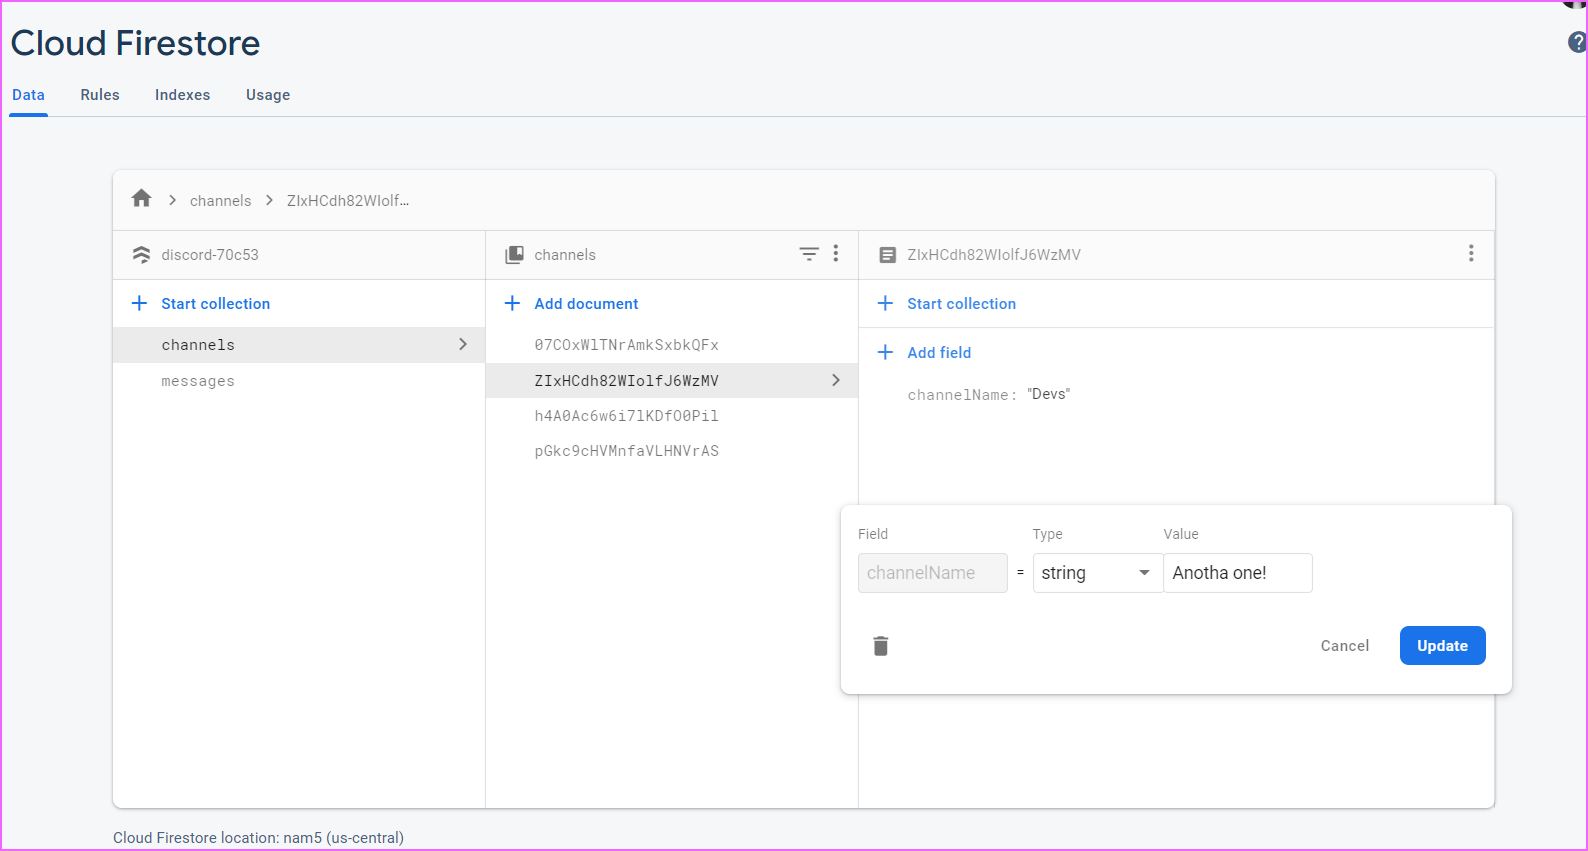 Cloud Firestore
?
Data Rules Indexes Usage
channels ZIxHCdh82WIolf...
discord-70c53
channels
ZIxHCdh82WIolfJ6WzMV
Start collection
Add document
Start collection
channels
messages
07COxWlTNrAmkSxbkQFx
ZIxHCdh82WIolfJ6WzMV
h4A0Ac6w6i7lKDfO0Pil
pGkc9cHVMnfaVLHNVrAS
Add field
channelName: "Devs"
Field Type Value
channelName = string Anotha one!
Cancel Update
Cloud Firestore location: nam5 (us-central)